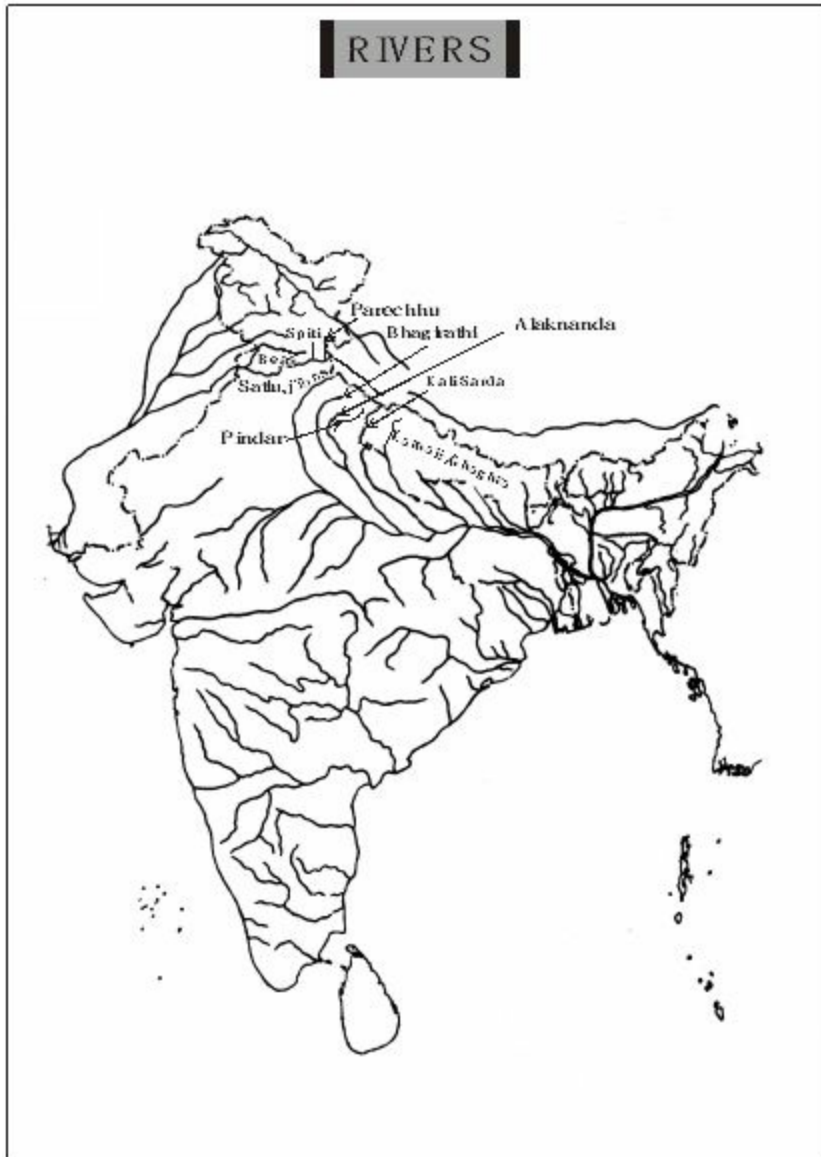 RIVERS
Parechhu
Spiti
Bhagirathi
Alaknanda
Beas
Satluj
Kali Sarda
Pindar